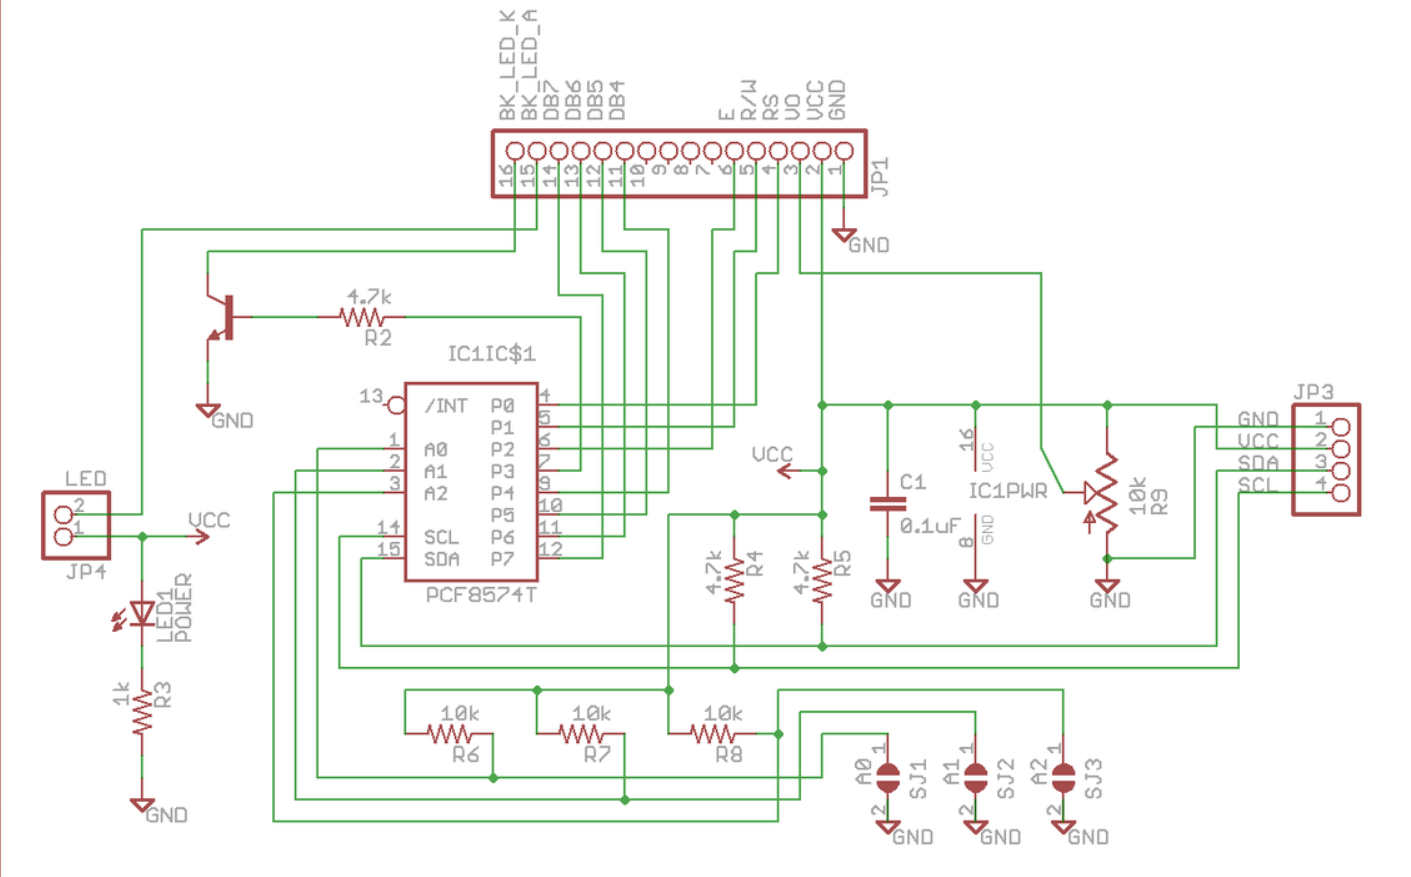 BK_LED_K
BK_LED_A
DB7
DB6
DB5
DB4
E
R/W
RS
VO
VCC
GND
16
15
14
13
12
11
10
9
8
7
6
5
4
3
2
1
JP1
GND
4.7k
R2
GND
IC1IC$1
13
/INT
P0
4
P1
5
1
A0
P2
6
2
A1
P3
7
3
A2
P4
9
P5
10
14
SCL
P6
11
15
SDA
P7
12
PCF8574T
LED
2
1
JP4
VCC
LED1
POWER
1k
R3
GND
VCC
4.7k
R4
4.7k
R5
C1
0.1uF
GND
16
VCC
IC1PWR
8
GND
GND
10k
R9
GND
JP3
GND
1
VCC
2
SDA
3
SCL
4
10k
R6
10k
R7
10k
R8
A0
1
2
SJ1
GND
A1
1
2
SJ2
GND
A2
1
2
SJ3
GND